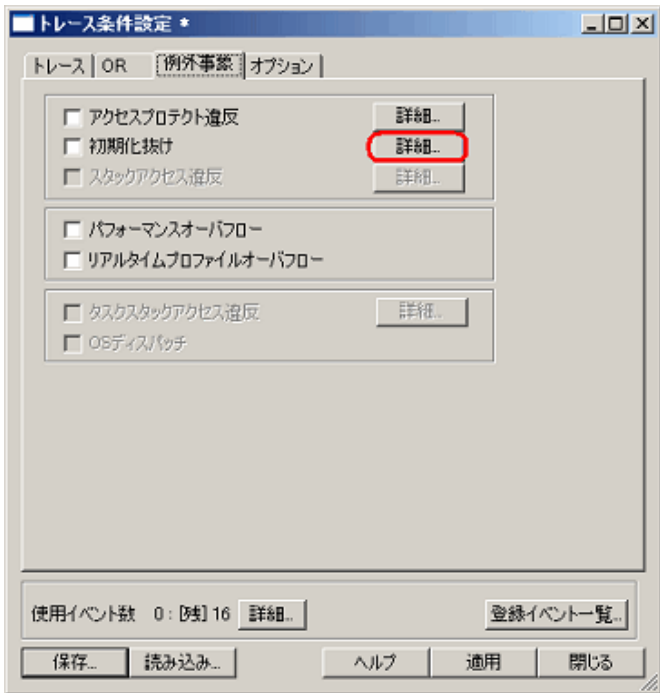 トレース条件設定 *
トレース OR 例外事象 オプション
アクセスプロテクト違反 詳細...
初期化抜け 詳細...
スタックアクセス違反 詳細...
パフォーマンスオーバフロー
リアルタイムプロファイルオーバフロー
タスクスタックアクセス違反 詳細...
OSディスパッチ
使用イベント数 0 : [残] 16 詳細... 登録イベント一覧...
保存... 読み込み... ヘルプ 適用 閉じる